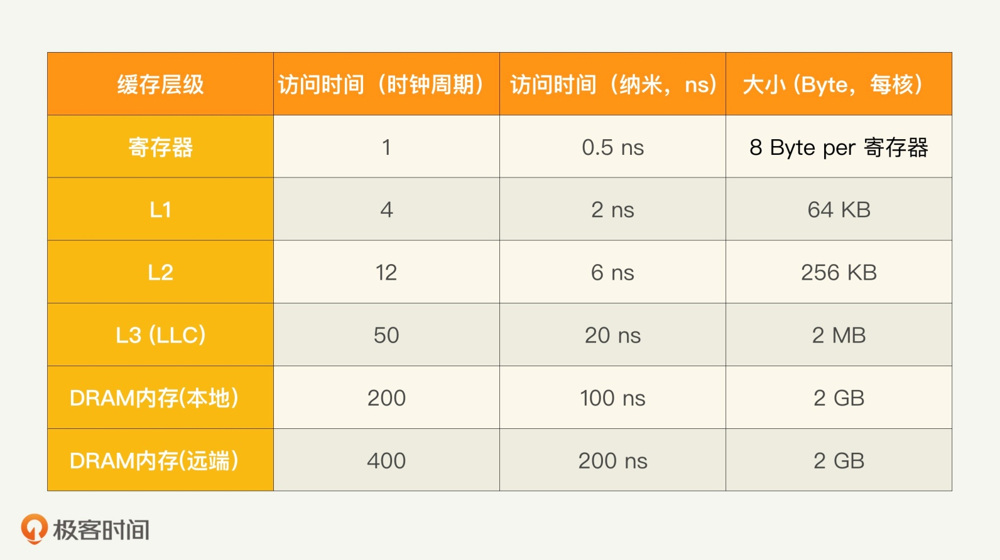 缓存层级 访问时间（时钟周期） 访问时间（纳米，ns) 大小 (Byte，每核）
寄存器 1 0.5 ns 8 Byte per 寄存器
L1 4 2 ns 64 KB
L2 12 6 ns 256 KB
L3 (LLC) 50 20 ns 2 MB
DRAM内存(本地） 200 100 ns 2 GB
DRAM内存(远端） 400 200 ns 2 GB
极客时间